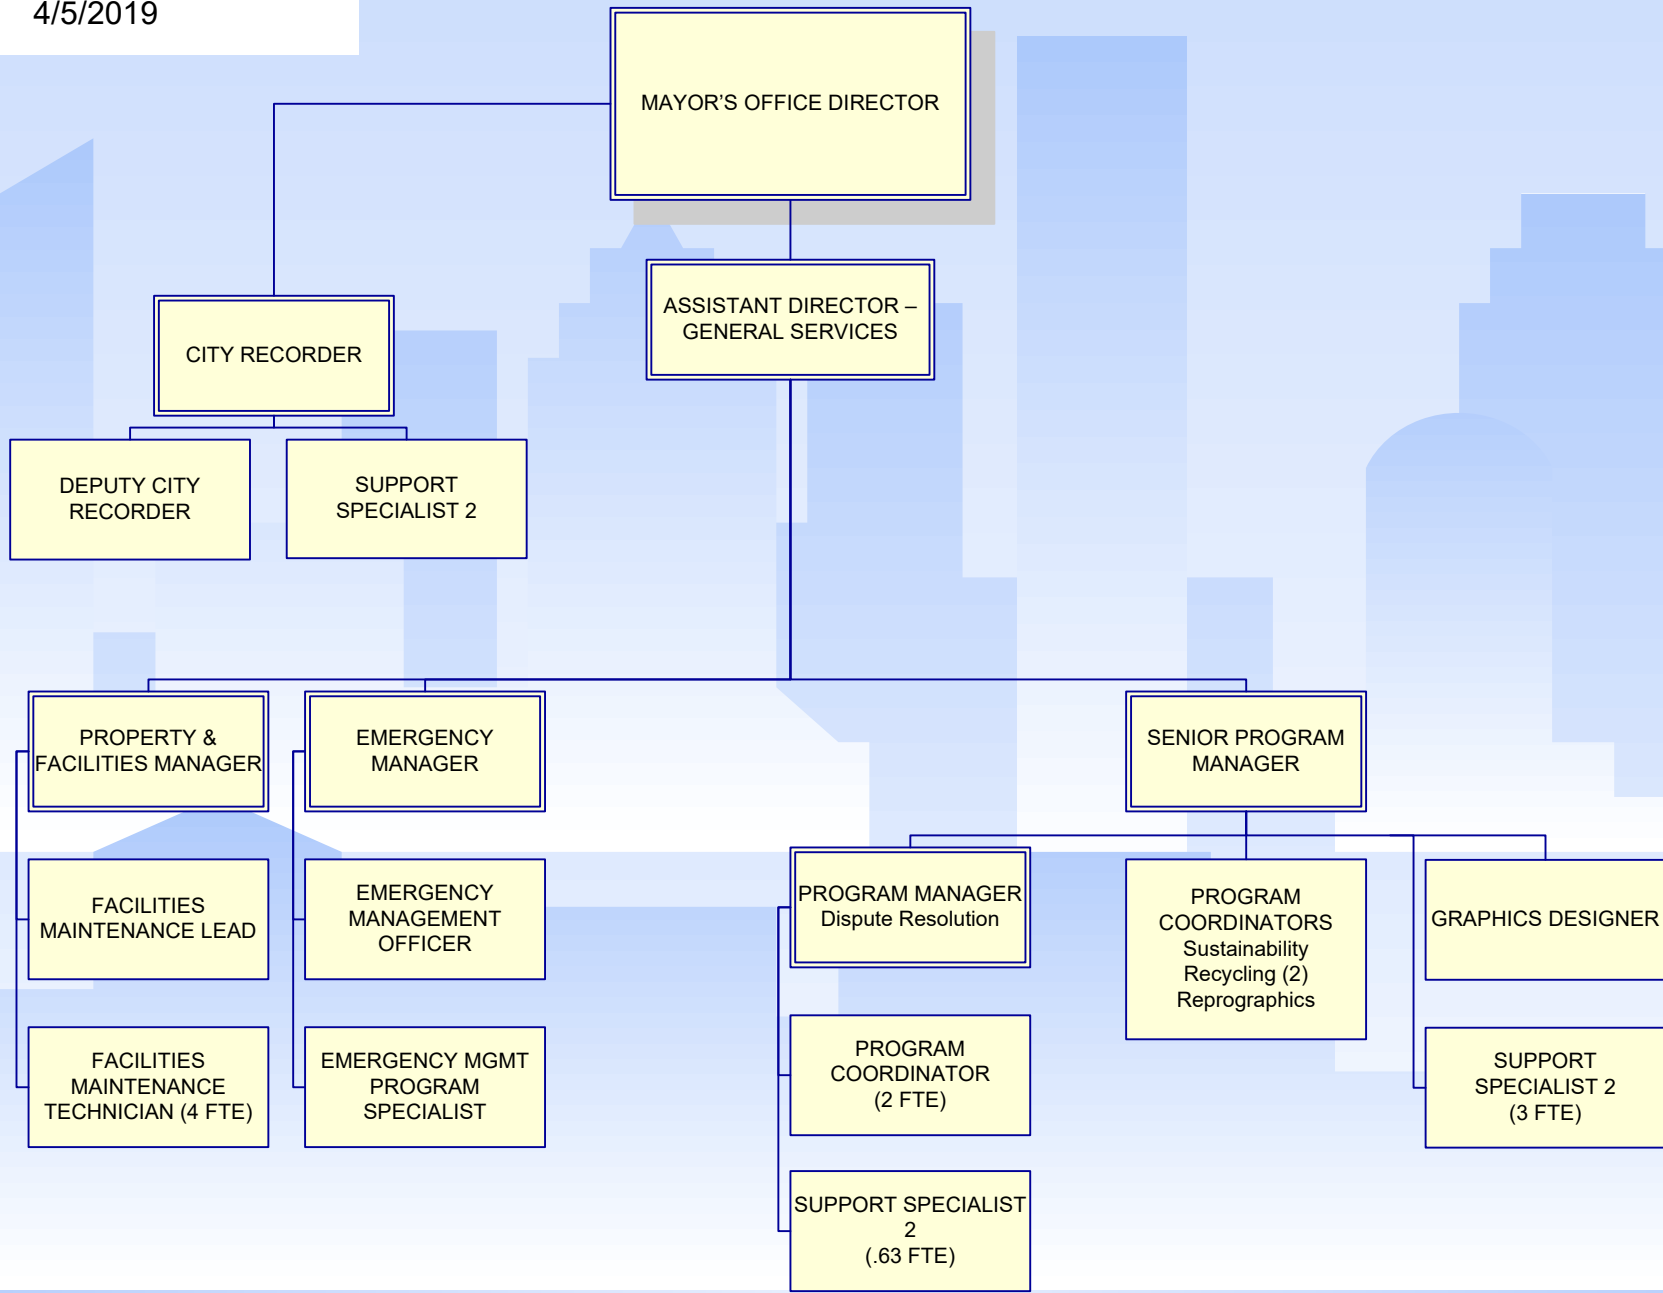 4/5/2019
MAYOR'S OFFICE DIRECTOR
ASSISTANT DIRECTOR –
GENERAL SERVICES
CITY RECORDER
DEPUTY CITY
RECORDER
SUPPORT
SPECIALIST 2
PROPERTY &
FACILITIES MANAGER
EMERGENCY
MANAGER
SENIOR PROGRAM
MANAGER
FACILITIES
MAINTENANCE LEAD
EMERGENCY
MANAGEMENT
OFFICER
PROGRAM MANAGER
Dispute Resolution
PROGRAM
COORDINATORS
Sustainability
Recycling (2)
Reprographics
GRAPHICS DESIGNER
FACILITIES
MAINTENANCE
TECHNICIAN (4 FTE)
EMERGENCY MGMT
PROGRAM
SPECIALIST
PROGRAM
COORDINATOR
(2 FTE)
SUPPORT
SPECIALIST 2
(3 FTE)
SUPPORT SPECIALIST
2
(.63 FTE)